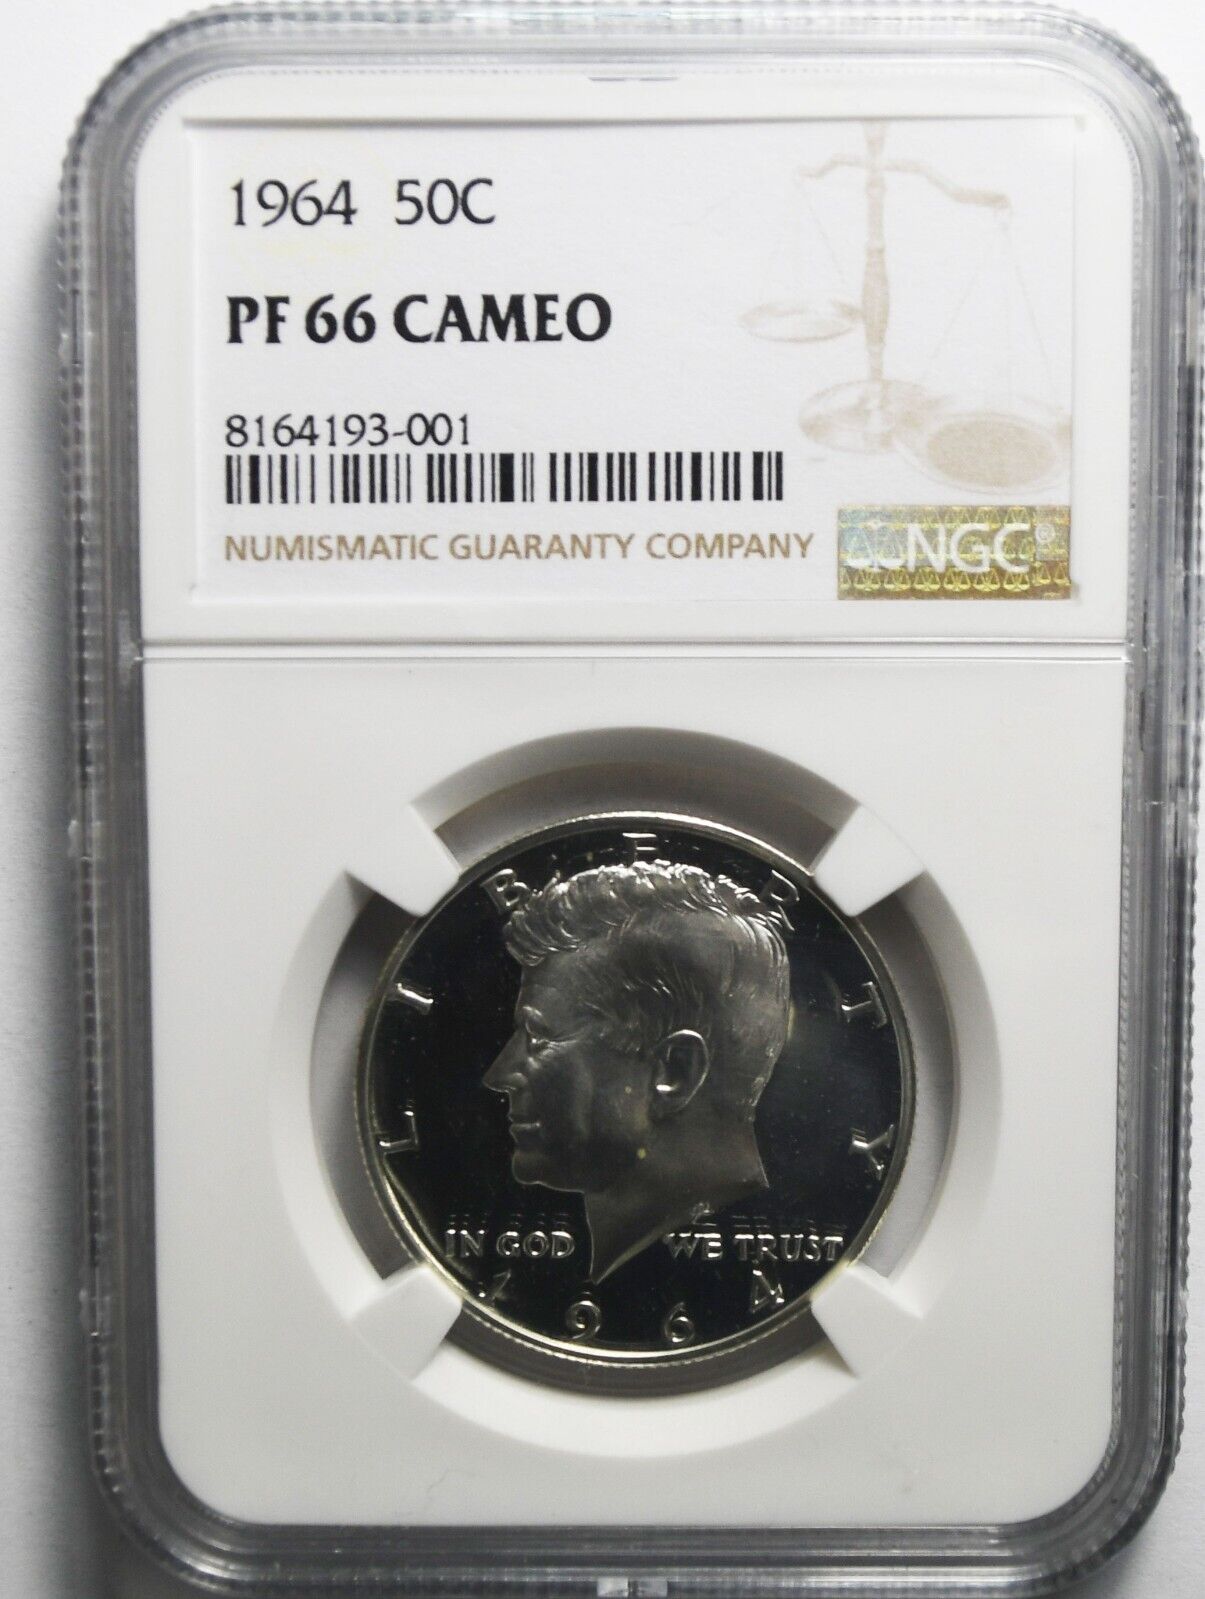 1964 50C
PF 66 CAMEO
8164193-001
NUMISMATIC GUARANTY COMPANY
NGC®
LIBERTY
IN GOD WE TRUST
1964